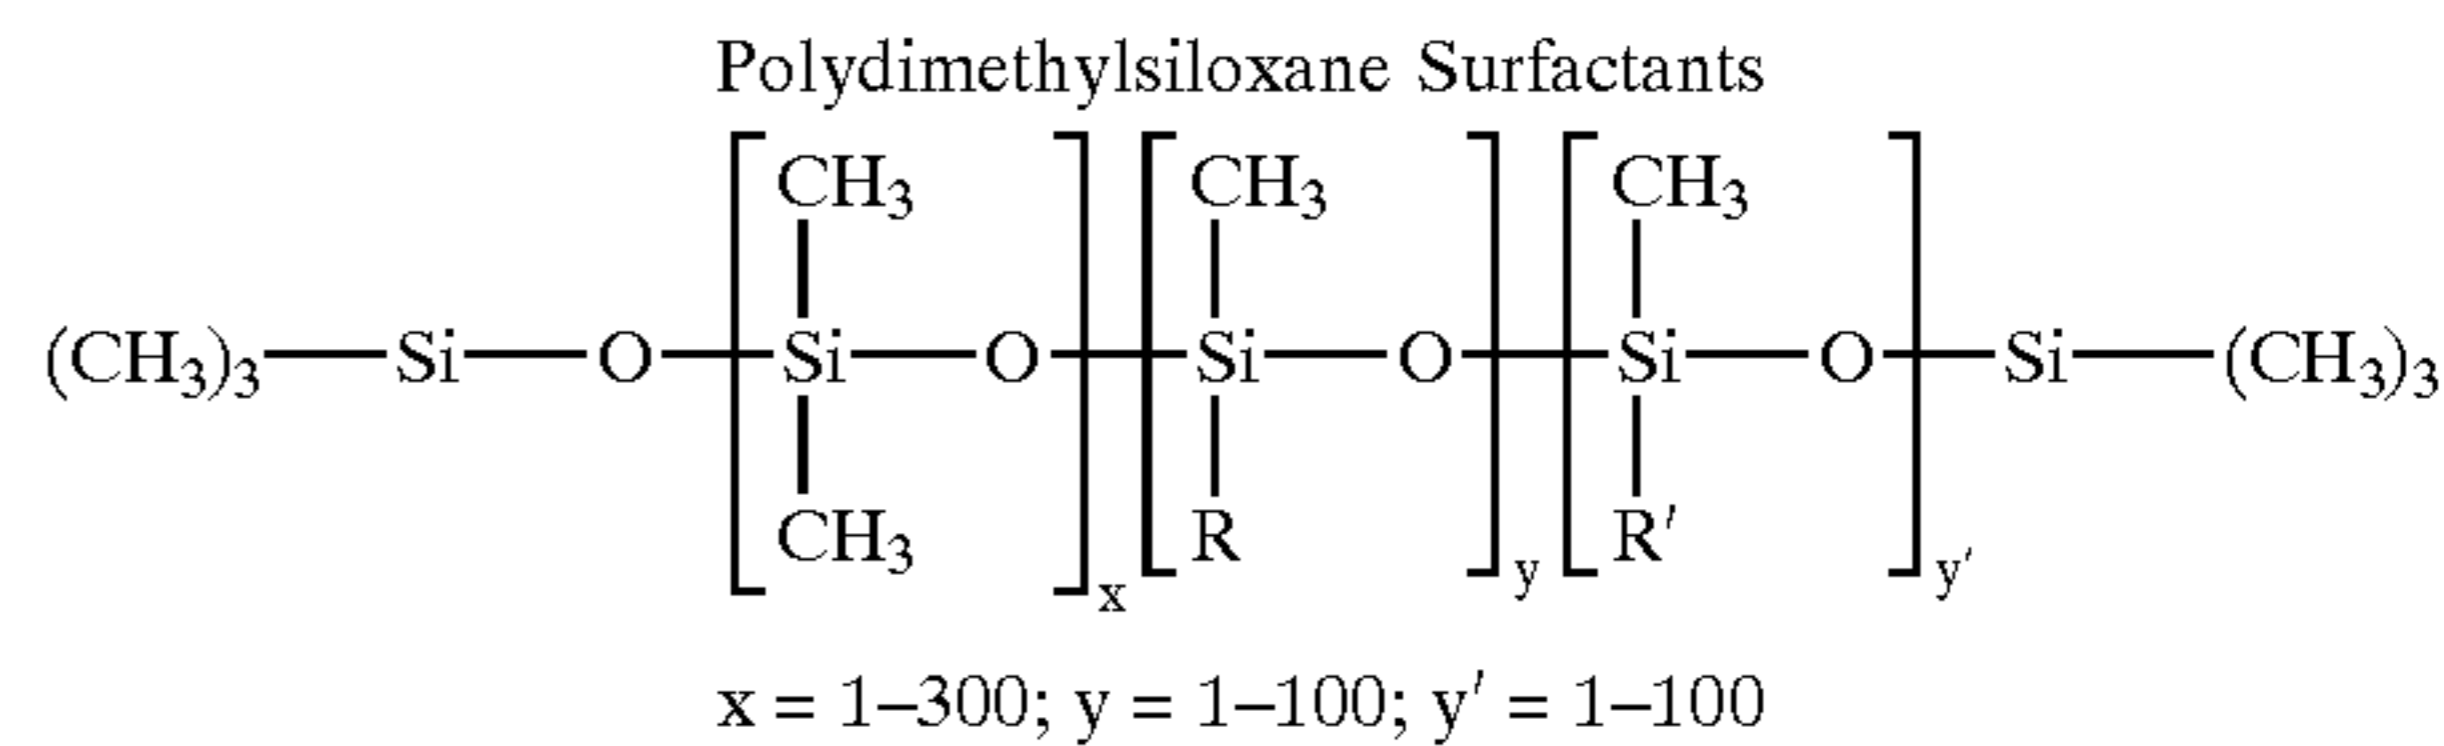 Polydimethylsiloxane Surfactants
CH₃ CH₃ CH₃
(CH₃)₃—Si—O—[Si—O]ₓ—[Si—O]y—[Si—O]y′—Si—(CH₃)₃
CH₃ R R′
x = 1–300; y = 1–100; y′ = 1–100